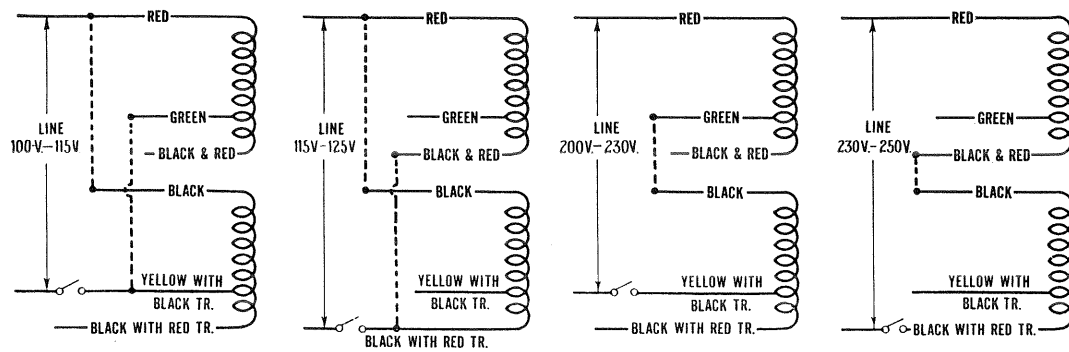 RED
GREEN
LINE
100V.–115V
BLACK & RED
BLACK
YELLOW WITH
BLACK TR.
BLACK WITH RED TR.
RED
GREEN
LINE
115V–125V
BLACK & RED
BLACK
YELLOW WITH
BLACK TR.
BLACK WITH RED TR.
RED
GREEN
LINE
200V.–230V.
BLACK & RED
BLACK
YELLOW WITH
BLACK TR.
BLACK WITH RED TR.
RED
GREEN
LINE
230V.–250V.
BLACK & RED
BLACK
YELLOW WITH
BLACK TR.
BLACK WITH RED TR.